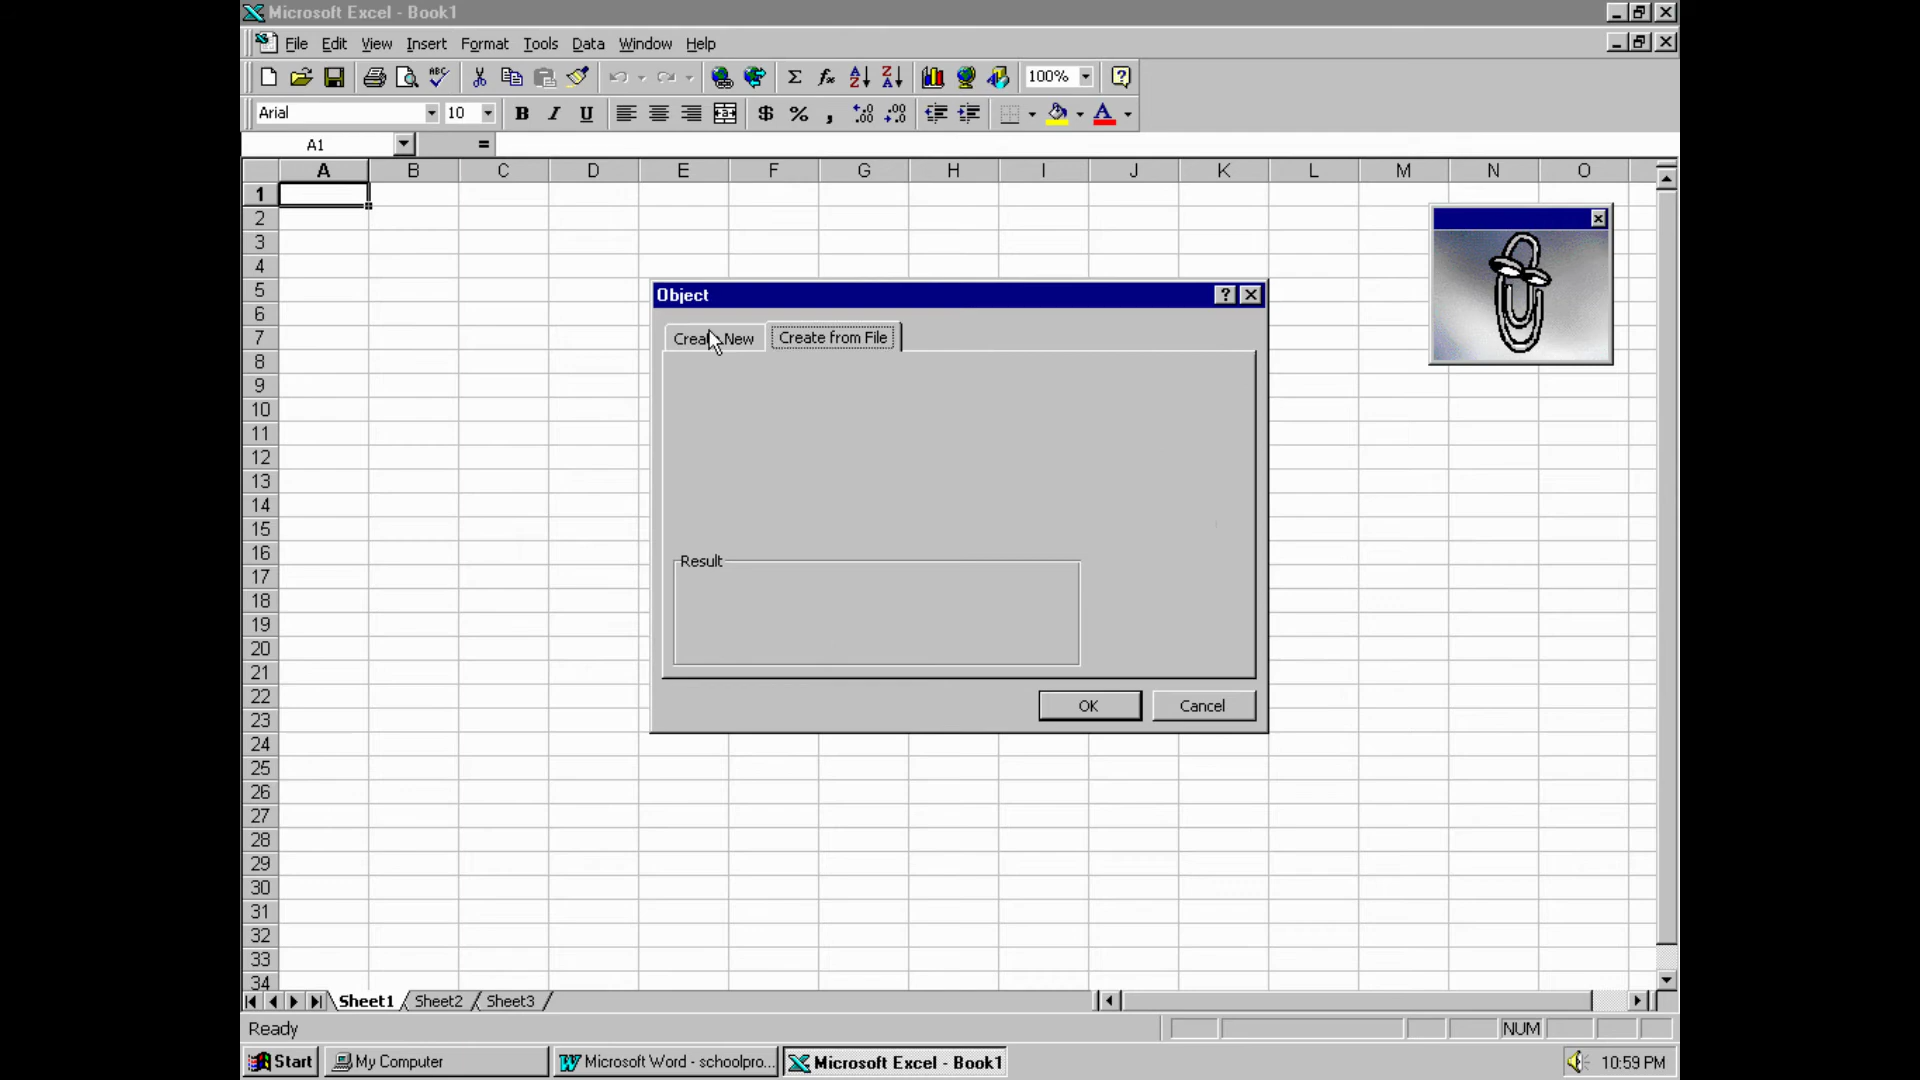 Microsoft Excel - Book1
File Edit View Insert Format Tools Data Window Help
100%
Arial 10 B I U $ % ,
A1 =
A B C D E F G H I J K L M N O
1
2
3
4
5
6
7
8
9
10
11
12
13
14
15
16
17
18
19
20
21
22
23
24
25
26
27
28
29
30
31
32
33
34
Object
Create New Create from File
Result
OK Cancel
Sheet1 Sheet2 Sheet3
Ready NUM
Start My Computer Microsoft Word - schoolpro... Microsoft Excel - Book1 10:59 PM